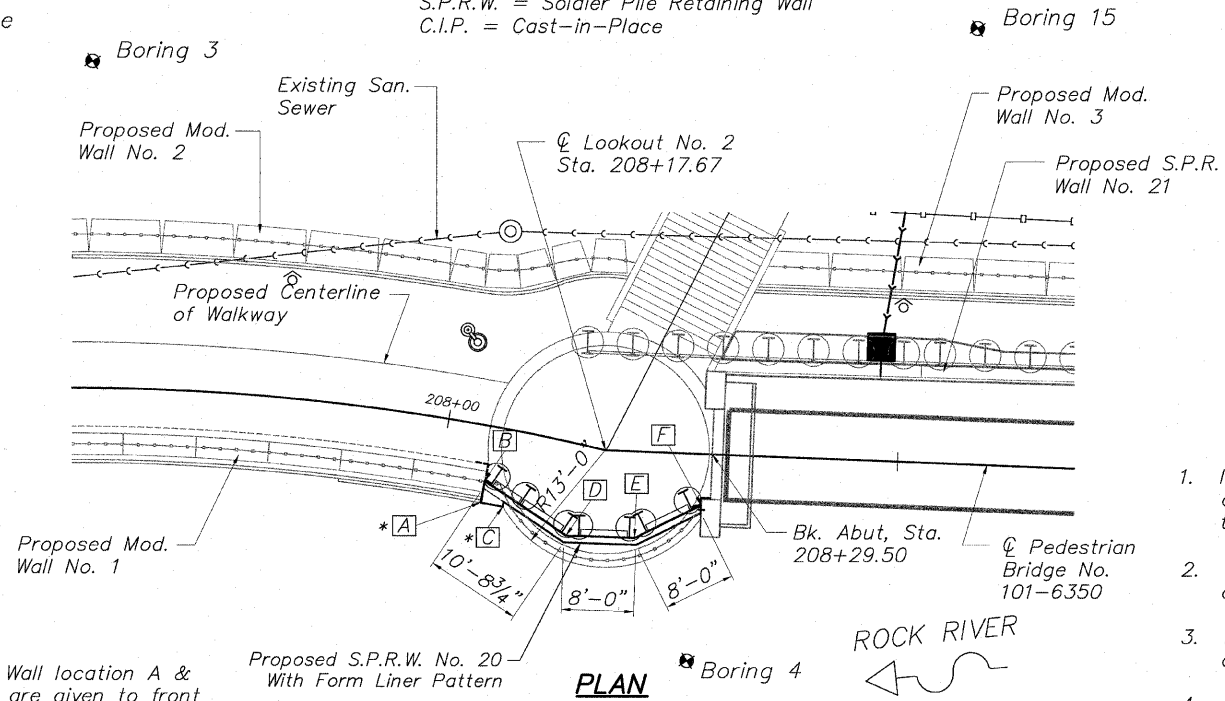 S.P.R.W. = Soldier Pile Retaining Wall
C.I.P. = Cast-in-Place
e
Boring 3
Boring 15
Existing San.
Sewer
Proposed Mod.
Wall No. 2
℄ Lookout No. 2
Sta. 208+17.67
Proposed Mod.
Wall No. 3
Proposed S.P.R.
Wall No. 21
Proposed Centerline
of Walkway
208+00
B
F
R13'-0"
D
E
* A
* C
Proposed Mod.
Wall No. 1
10'-8¾"
8'-0"
8'-0"
Bk. Abut, Sta.
208+29.50
℄ Pedestrian
Bridge No.
101-6350
1.
2.
3.
Wall location A &
are given to front
Proposed S.P.R.W. No. 20
With Form Liner Pattern
PLAN
Boring 4
ROCK RIVER